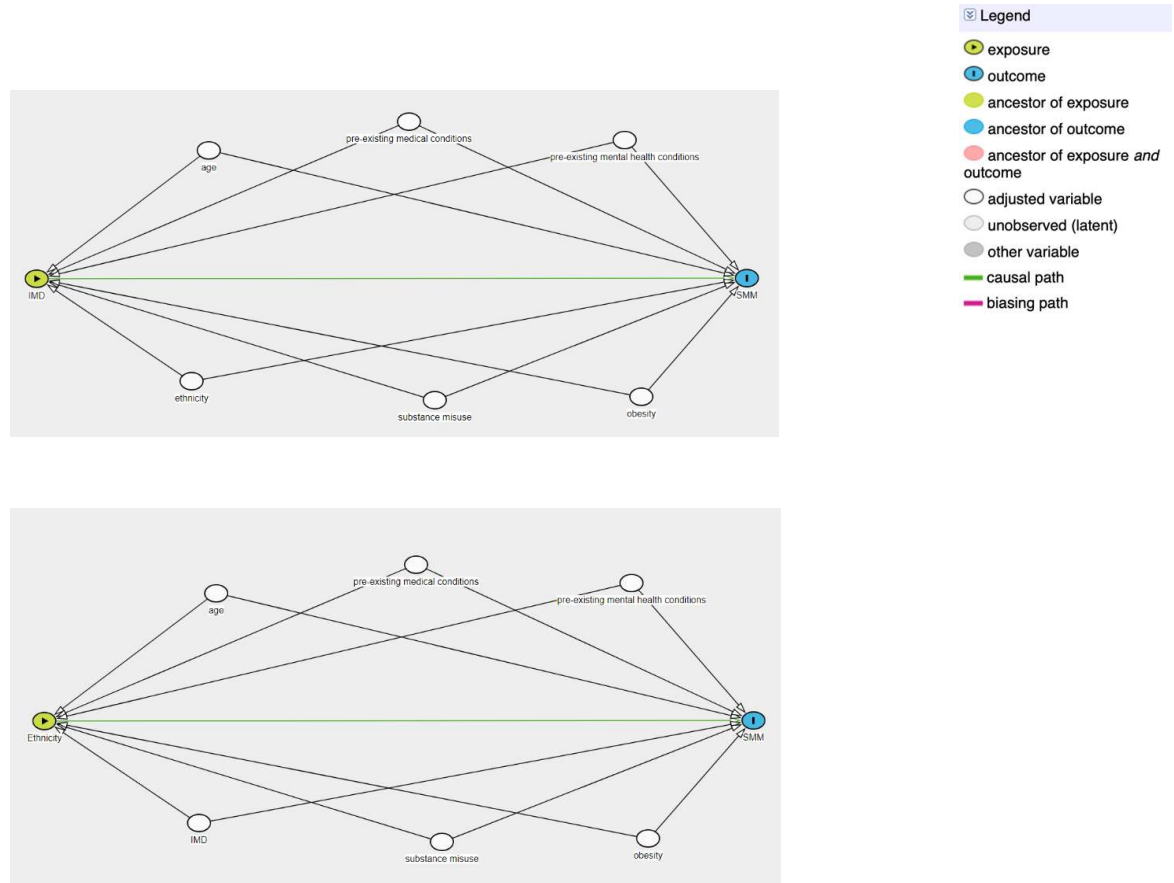 Legend
exposure
outcome
ancestor of exposure
ancestor of outcome
ancestor of exposure and
outcome
adjusted variable
unobserved (latent)
other variable
causal path
biasing path
pre-existing medical conditions
pre-existing mental health conditions
age
IMD
SMM
ethnicity
substance misuse
obesity
pre-existing medical conditions
pre-existing mental health conditions
age
Ethnicity
SMM
IMD
substance misuse
obesity